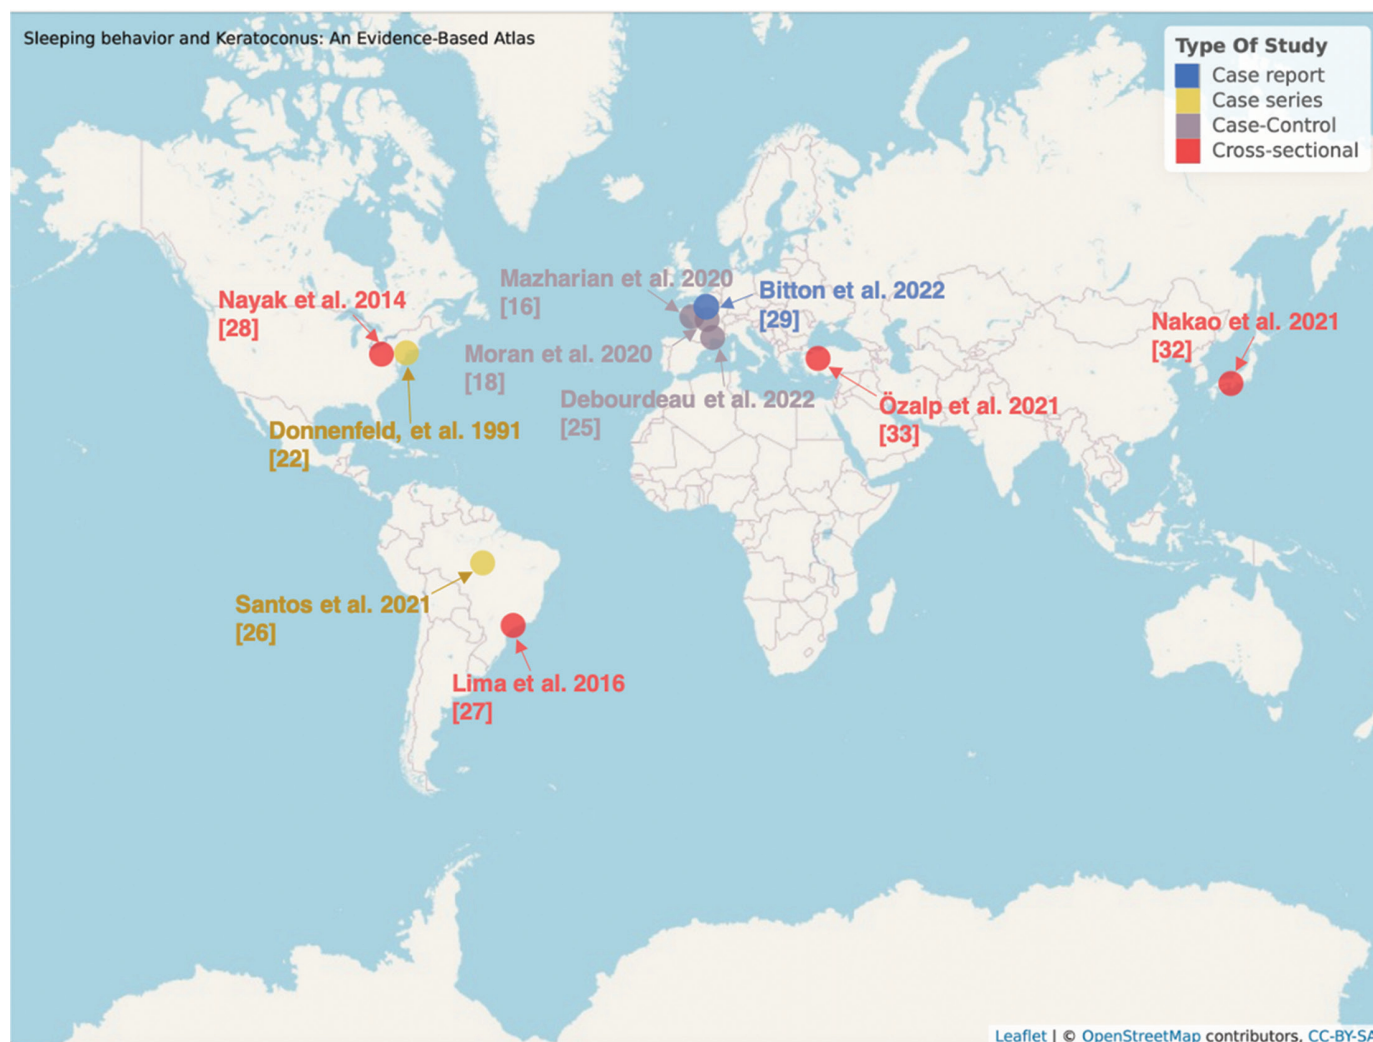 Sleeping behavior and Keratoconus: An Evidence-Based Atlas
Type Of Study
Case report
Case series
Case-Control
Cross-sectional
Mazharian et al. 2020
[16]
Bitton et al. 2022
[29]
Nayak et al. 2014
[28]
Nakao et al. 2021
[32]
Moran et al. 2020
[18]
Debourdeau et al. 2022
[25]
Özalp et al. 2021
[33]
Donnenfeld, et al. 1991
[22]
Santos et al. 2021
[26]
Lima et al. 2016
[27]
Leaflet | © OpenStreetMap contributors, CC-BY-SA